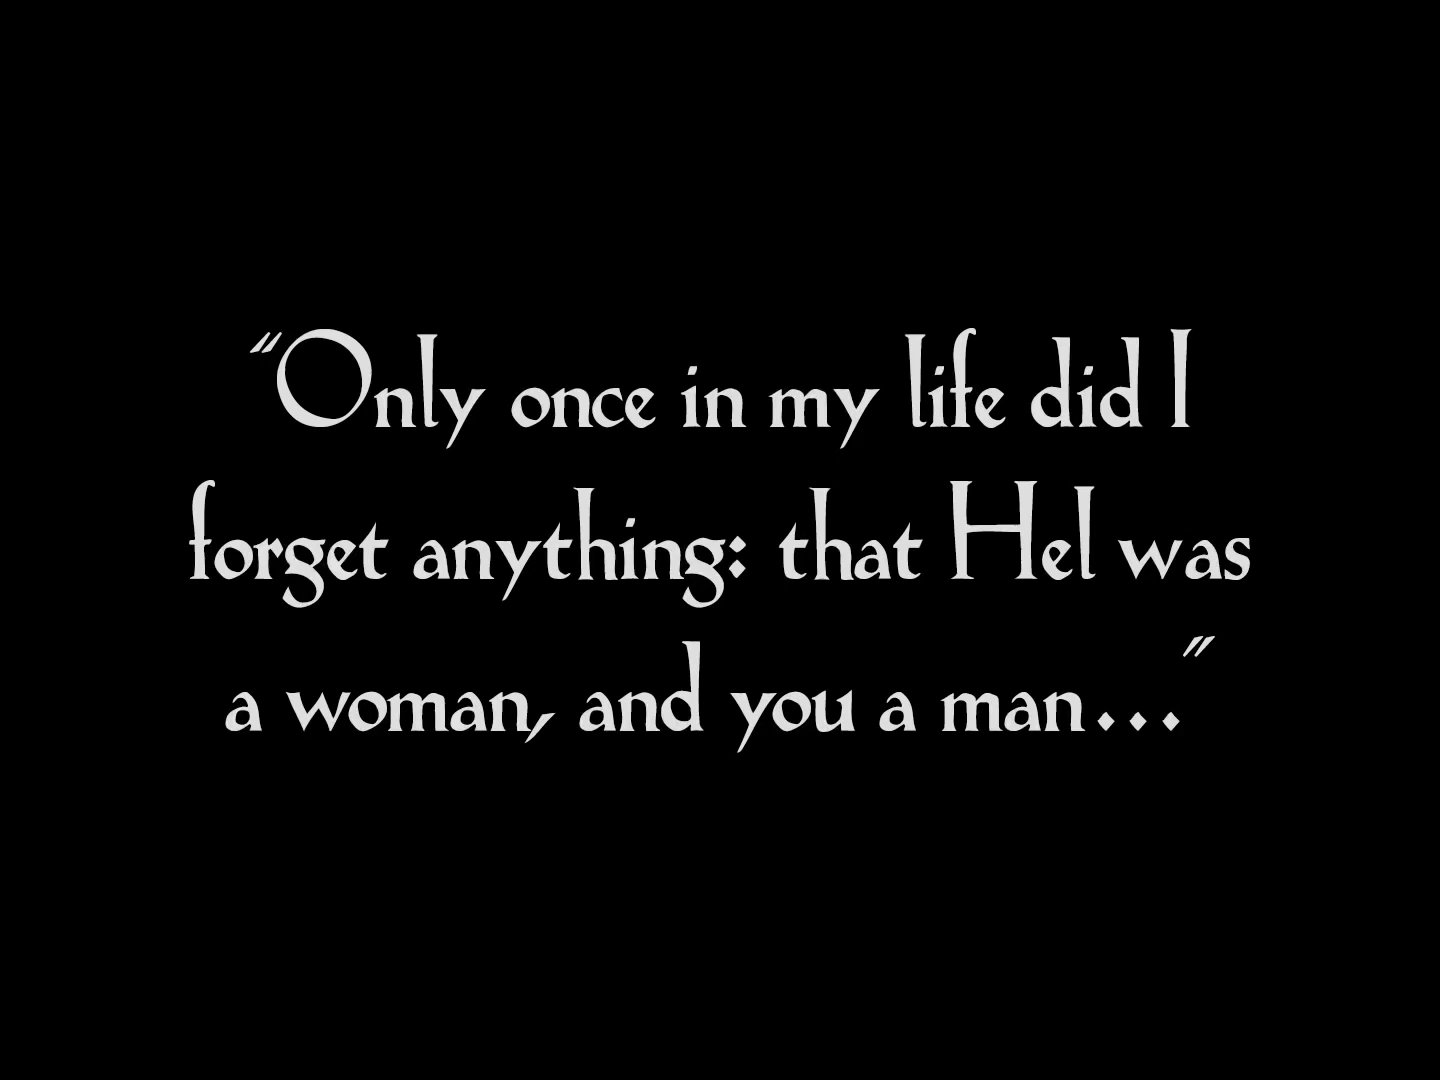 “Only once in my life did I
forget anything: that Hel was
a woman, and you a man...”